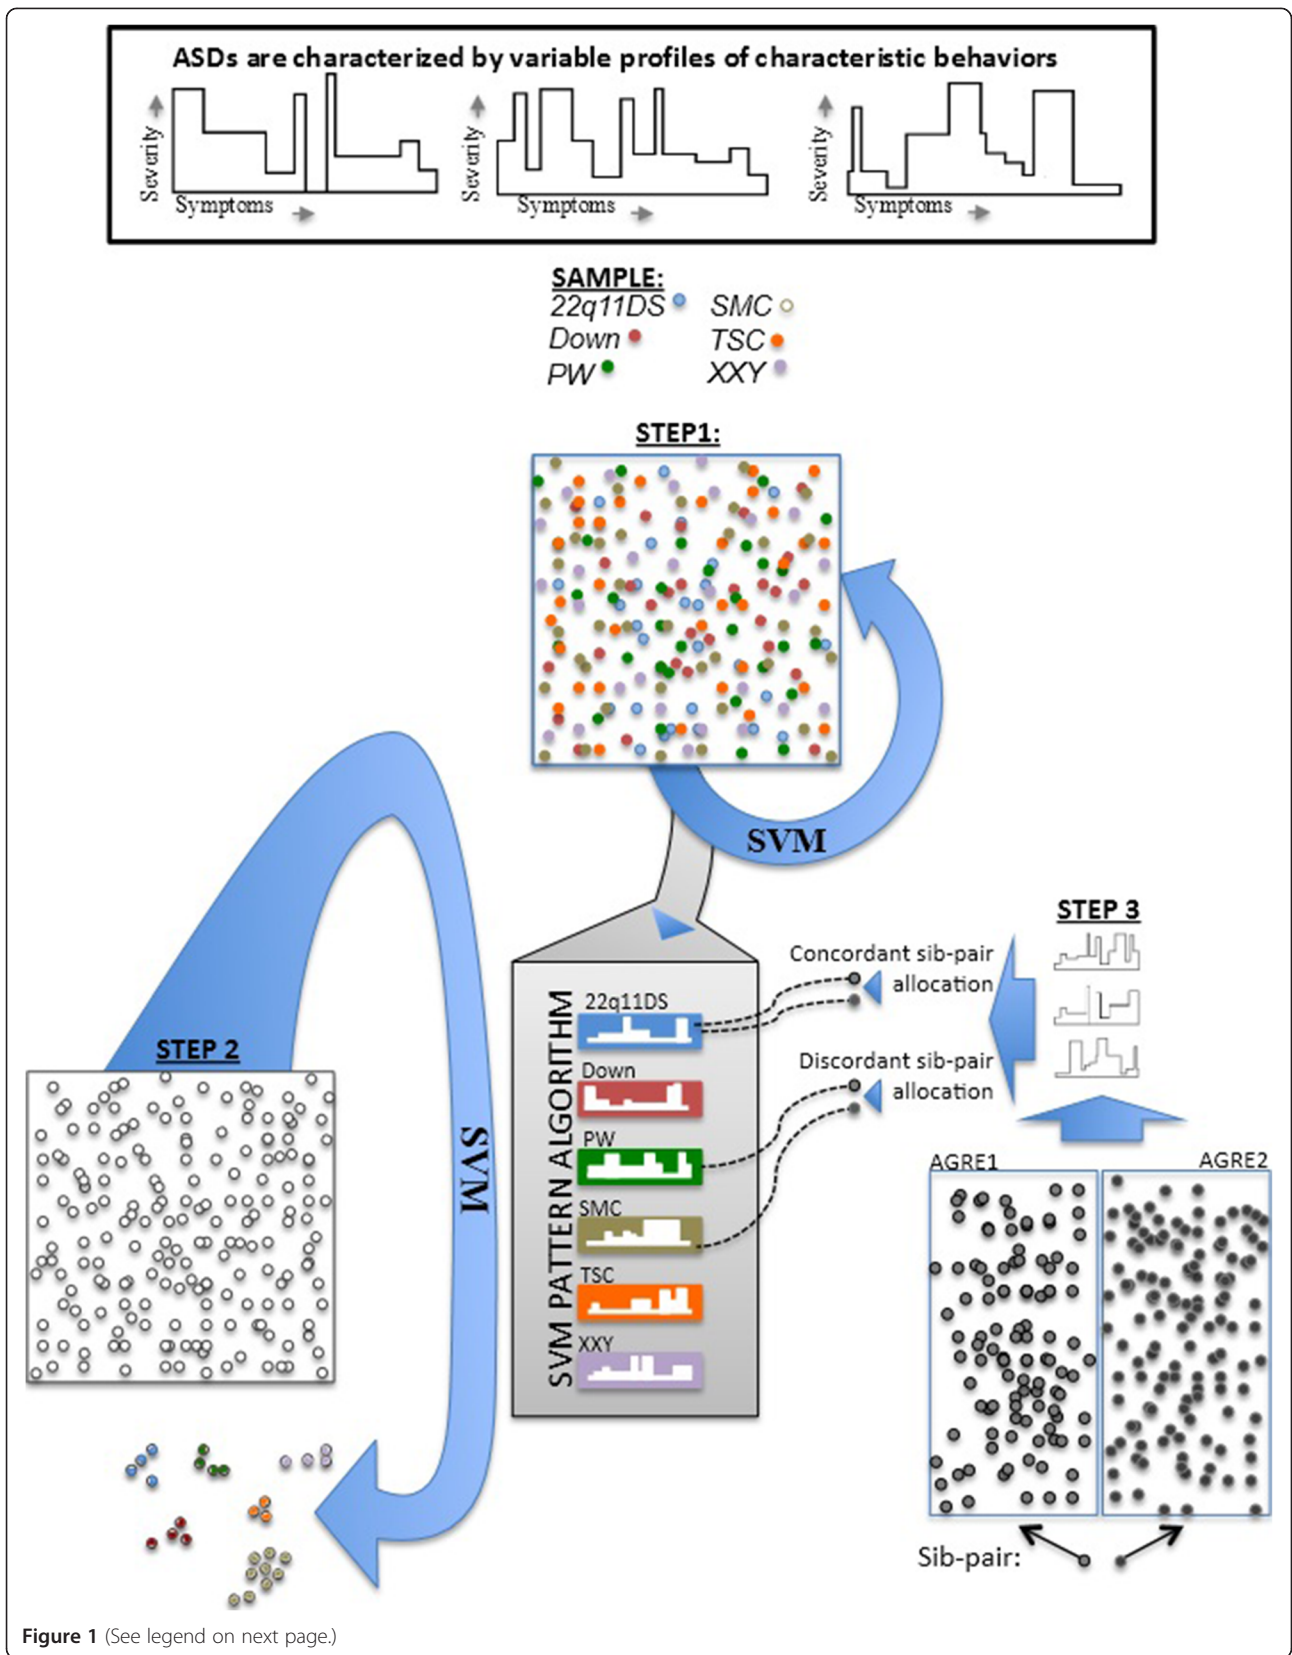 ASDs are characterized by variable profiles of characteristic behaviors
Severity
Symptoms
Severity
Symptoms
Severity
Symptoms
SAMPLE:
22q11DS
SMC
Down
TSC
PW
XXY
STEP1:
SVM
STEP 2
SVM
SVM PATTERN ALGORITHM
22q11DS
Down
PW
SMC
TSC
XXY
Concordant sib-pair
allocation
Discordant sib-pair
allocation
STEP 3
AGRE1
AGRE2
Sib-pair:
Figure 1 (See legend on next page.)